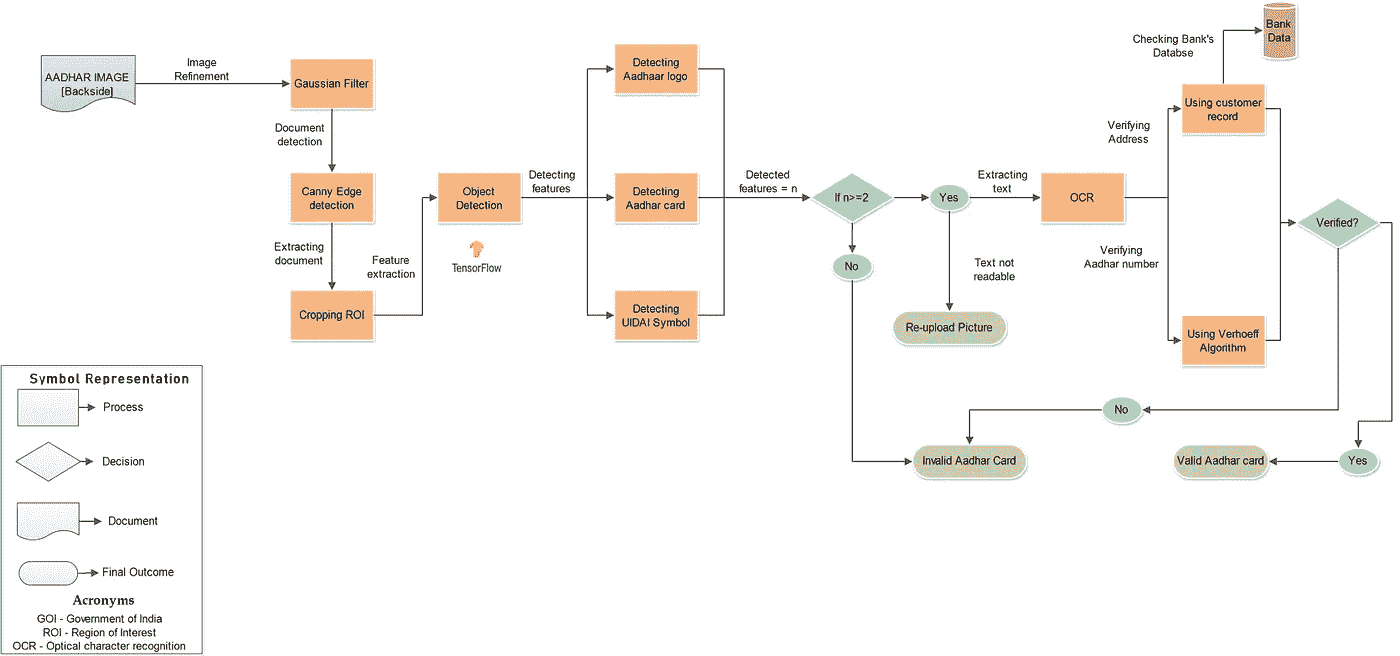 AADHAR IMAGE
[Backside]
Image
Refinement
Gaussian Filter
Document
detection
Canny Edge
detection
Extracting
document
Cropping ROI
Feature
extraction
Object
Detection
TensorFlow
Detecting
features
Detecting
Aadhaar logo
Detecting
Aadhar card
Detecting
UIDAI Symbol
Detected
features = n
If n>=2
Yes
No
Extracting
text
Text not
readable
Re-upload Picture
OCR
Verifying
Address
Verifying
Aadhar number
Using customer
record
Checking Bank's
Databse
Bank
Data
Using Verhoeff
Algorithm
Verified?
No
Invalid Aadhar Card
Yes
Valid Aadhar card
Symbol Representation
Process
Decision
Document
Final Outcome
Acronyms
GOI - Government of India
ROI - Region of Interest
OCR - Optical character recognition